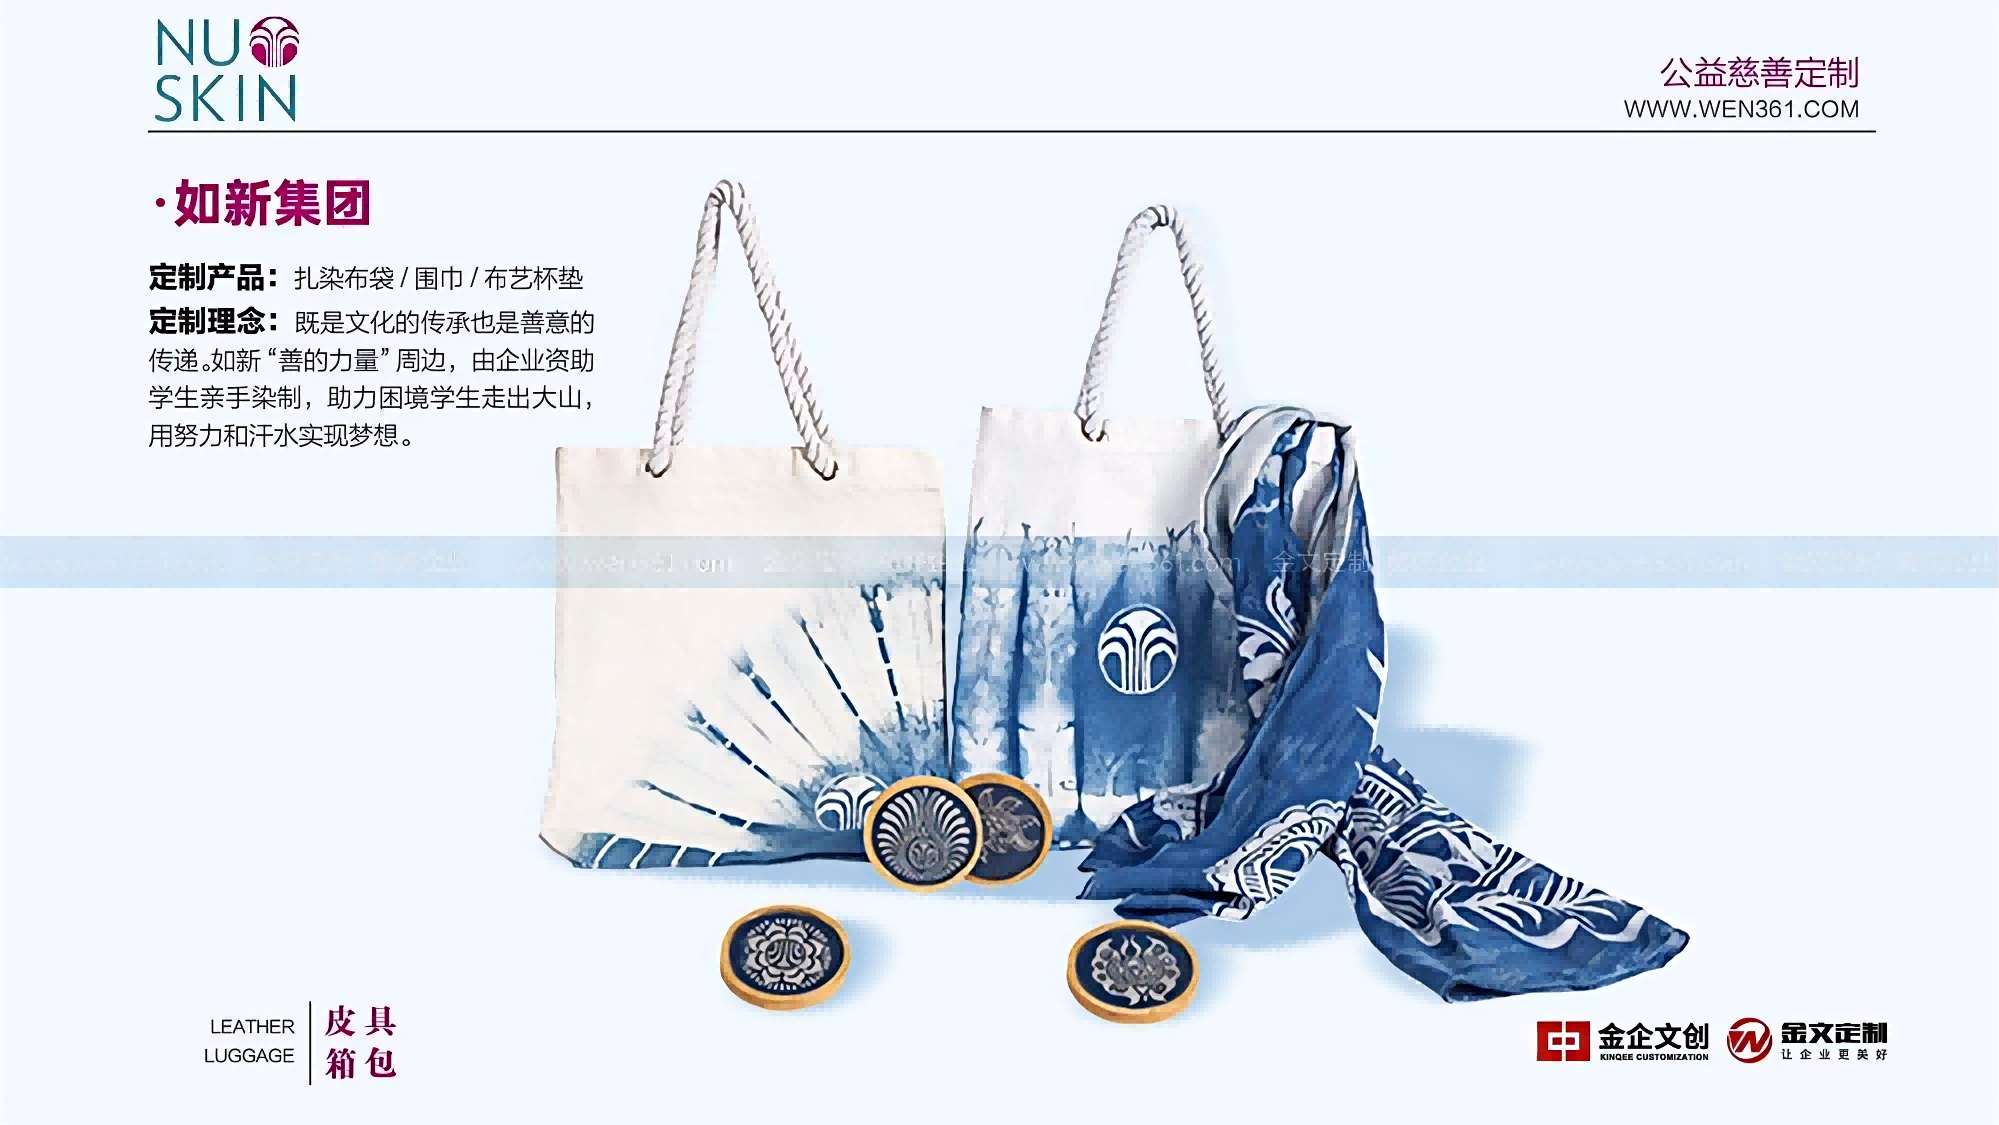 NU
SKIN
公益慈善定制
WWW.WEN361.COM
·如新集团
定制产品：扎染布袋 / 围巾 / 布艺杯垫
定制理念：既是文化的传承也是善意的
传递。如新“善的力量”周边，由企业资助
学生亲手染制，助力困境学生走出大山，
用努力和汗水实现梦想。
金文定制
LEATHER
LUGGAGE
皮具
箱包
金企文创
KINQEE CUSTOMIZATION
金文定制
让企业更美好